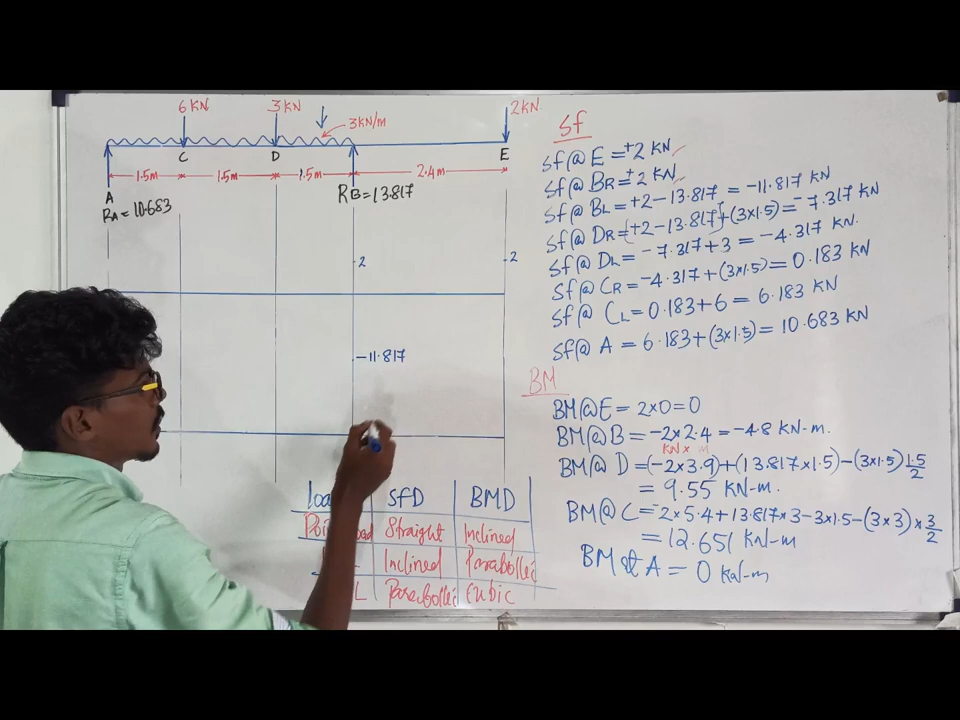 6KN 3KN 2KN
3KN/m
C D E
1.5m 1.5m 1.5m 2.4m
A
RA=10.683 RB=13.817
2 2
-11.817
SFD BMD
Straight Inclined
Inclined Parabollic
L Parabollic Cubic
Sf
Sf@ E = +2 KN
Sf@ BR = +2 KN
Sf@ BL = +2-13.817 = -11.817 KN
Sf@ DR = (+2-13.817)+(3x1.5) = -7.317 KN
Sf@ DL = -7.317+3 = -4.317 KN.
Sf@ CR = -4.317+(3x1.5) = 0.183 KN
Sf@ CL = 0.183+6 = 6.183 KN
Sf@ A = 6.183+(3x1.5) = 10.683 KN
BM
BM@E = 2x0=0
BM@B = -2x2.4 = -4.8 KN-m.
KN x m
BM@ D = (-2x3.9)+(13.817x1.5)-(3x1.5)1.5/2
= 9.55 KN-m.
BM@ C = -2x5.4+13.817x3-3x1.5-(3x3)x3/2
= 12.651 KN-m
BM at A = 0 KN-m